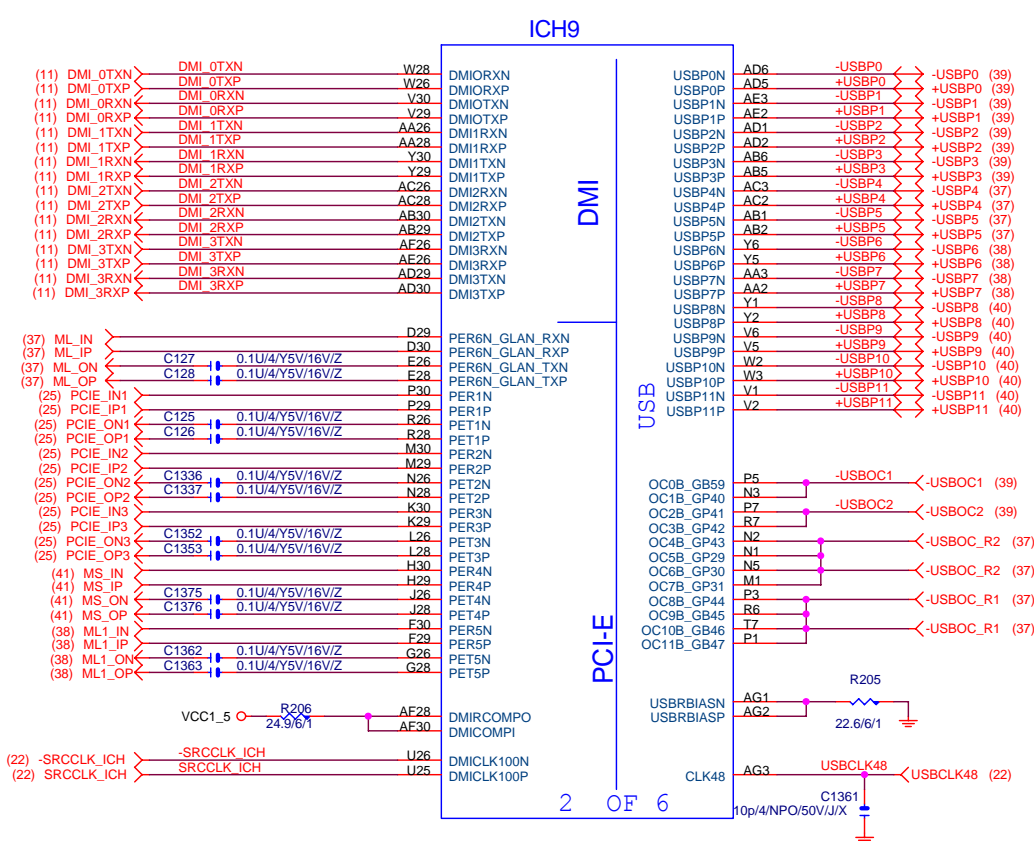 ICH9
(11) DMI_0TXN DMI_0TXN W28 DMIORXN
(11) DMI_0TXP DMI_0TXP W26 DMIORXP
(11) DMI_0RXN DMI_0RXN V30 DMIOTXN
(11) DMI_0RXP DMI_0RXP V29 DMIOTXP
(11) DMI_1TXN DMI_1TXN AA26 DMI1RXN
(11) DMI_1TXP DMI_1TXP AA28 DMI1RXP
(11) DMI_1RXN DMI_1RXN Y30 DMI1TXN
(11) DMI_1RXP DMI_1RXP Y29 DMI1TXP
(11) DMI_2TXN DMI_2TXN AC26 DMI2RXN
(11) DMI_2TXP DMI_2TXP AC28 DMI2RXP
(11) DMI_2RXN DMI_2RXN AB30 DMI2TXN
(11) DMI_2RXP DMI_2RXP AB29 DMI2TXP
(11) DMI_3TXN DMI_3TXN AF26 DMI3RXN
(11) DMI_3TXP DMI_3TXP AE26 DMI3RXP
(11) DMI_3RXN DMI_3RXN AD29 DMI3TXN
(11) DMI_3RXP DMI_3RXP AD30 DMI3TXP
DMI
(37) ML_IN D29 PER6N_GLAN_RXN
(37) ML_IP D30 PER6N_GLAN_RXP
(37) ML_ON C127 0.1U/4/Y5V/16V/Z E26 PER6N_GLAN_TXN
(37) ML_OP C128 0.1U/4/Y5V/16V/Z E28 PER6N_GLAN_TXP
(25) PCIE_IN1 P30 PER1N
(25) PCIE_IP1 P29 PER1P
(25) PCIE_ON1 C125 0.1U/4/Y5V/16V/Z R26 PET1N
(25) PCIE_OP1 C126 0.1U/4/Y5V/16V/Z R28 PET1P
(25) PCIE_IN2 M30 PER2N
(25) PCIE_IP2 M29 PER2P
(25) PCIE_ON2 C1336 0.1U/4/Y5V/16V/Z N26 PET2N
(25) PCIE_OP2 C1337 0.1U/4/Y5V/16V/Z N28 PET2P
(25) PCIE_IN3 K30 PER3N
(25) PCIE_IP3 K29 PER3P
(25) PCIE_ON3 C1352 0.1U/4/Y5V/16V/Z L26 PET3N
(25) PCIE_OP3 C1353 0.1U/4/Y5V/16V/Z L28 PET3P
(41) MS_IN H30 PER4N
(41) MS_IP H29 PER4P
(41) MS_ON C1375 0.1U/4/Y5V/16V/Z J26 PET4N
(41) MS_OP C1376 0.1U/4/Y5V/16V/Z J28 PET4P
(38) ML1_IN F30 PER5N
(38) ML1_IP F29 PER5P
(38) ML1_ON C1362 0.1U/4/Y5V/16V/Z G26 PET5N
(38) ML1_OP C1363 0.1U/4/Y5V/16V/Z G28 PET5P
PCI-E
VCC1_5 R206 24.9/6/1 AF28 DMIRCOMPO
AF30 DMICOMPI
(22) -SRCCLK_ICH -SRCCLK_ICH U26 DMICLK100N
(22) SRCCLK_ICH SRCCLK_ICH U25 DMICLK100P
USBP0N AD6 -USBP0 -USBP0 (39)
USBP0P AD5 +USBP0 +USBP0 (39)
USBP1N AE3 -USBP1 -USBP1 (39)
USBP1P AE2 +USBP1 +USBP1 (39)
USBP2N AD1 -USBP2 -USBP2 (39)
USBP2P AD2 +USBP2 +USBP2 (39)
USBP3N AB6 -USBP3 -USBP3 (39)
USBP3P AB5 +USBP3 +USBP3 (39)
USBP4N AC3 -USBP4 -USBP4 (37)
USBP4P AC2 +USBP4 +USBP4 (37)
USBP5N AB1 -USBP5 -USBP5 (37)
USBP5P AB2 +USBP5 +USBP5 (37)
USBP6N Y6 -USBP6 -USBP6 (38)
USBP6P Y5 +USBP6 +USBP6 (38)
USBP7N AA3 -USBP7 -USBP7 (38)
USBP7P AA2 +USBP7 +USBP7 (38)
USBP8N Y1 -USBP8 -USBP8 (40)
USBP8P Y2 +USBP8 +USBP8 (40)
USBP9N V6 -USBP9 -USBP9 (40)
USBP9P V5 +USBP9 +USBP9 (40)
USBP10N W2 -USBP10 -USBP10 (40)
USBP10P W3 +USBP10 +USBP10 (40)
USBP11N V1 -USBP11 -USBP11 (40)
USBP11P V2 +USBP11 +USBP11 (40)
USB
OC0B_GB59 P5 -USBOC1 -USBOC1 (39)
OC1B_GP40 N3
OC2B_GP41 P7 -USBOC2 -USBOC2 (39)
OC3B_GP42 R7
OC4B_GP43 N2 -USBOC_R2 (37)
OC5B_GP29 N1
OC6B_GP30 N5 -USBOC_R2 (37)
OC7B_GP31 M1
OC8B_GP44 P3 -USBOC_R1 (37)
OC9B_GB45 R6
OC10B_GB46 T7 -USBOC_R1 (37)
OC11B_GB47 P1
R205
USBRBIASN AG1
USBRBIASP AG2
22.6/6/1
CLK48 AG3 USBCLK48 USBCLK48 (22)
C1361
10p/4/NPO/50V/J/X
2 OF 6